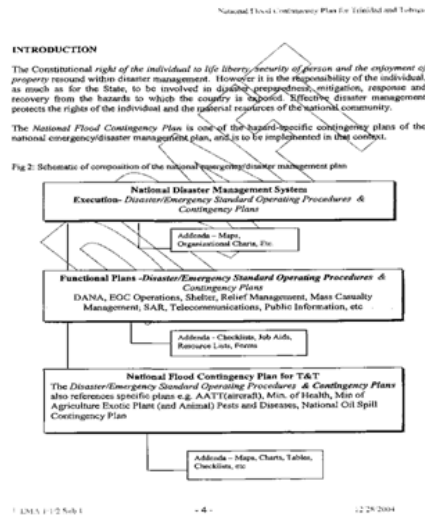 National Flood Contingency Plan for Trinidad and Tobago
INTRODUCTION
The Constitutional right of the individual to life liberty, security of person and the enjoyment of
property resound within disaster management. However it is the responsibility of the individual,
as much as for the State, to be involved in disaster preparedness, mitigation, response and
recovery from the hazards to which the country is exposed. Effective disaster management
protects the rights of the individual and the material resources of the national community.
The National Flood Contingency Plan is one of the hazard-specific contingency plans of the
national emergency/disaster management plan, and is to be implemented in that context.
Fig 2: Schematic of composition of the national emergency/disaster management plan
National Disaster Management System
Execution- Disaster/Emergency Standard Operating Procedures &
Contingency Plans
Addenda – Maps,
Organizational Charts, Etc.
Functional Plans -Disaster/Emergency Standard Operating Procedures &
Contingency Plans
DANA, EOC Operations, Shelter, Relief Management, Mass Casualty
Management, SAR, Telecommunications, Public Information, etc
Addenda - Checklists, Job Aids,
Resource Lists, Forms
National Flood Contingency Plan for T&T
The Disaster/Emergency Standard Operating Procedures & Contingency Plans
also references specific plans e.g. AATT(aircraft), Min. of Health, Min of
Agriculture Exotic Plant (and Animal) Pests and Diseases, National Oil Spill
Contingency Plan
Addenda – Maps, Charts, Tables,
Checklists, etc
- 4 -
12/28/2004